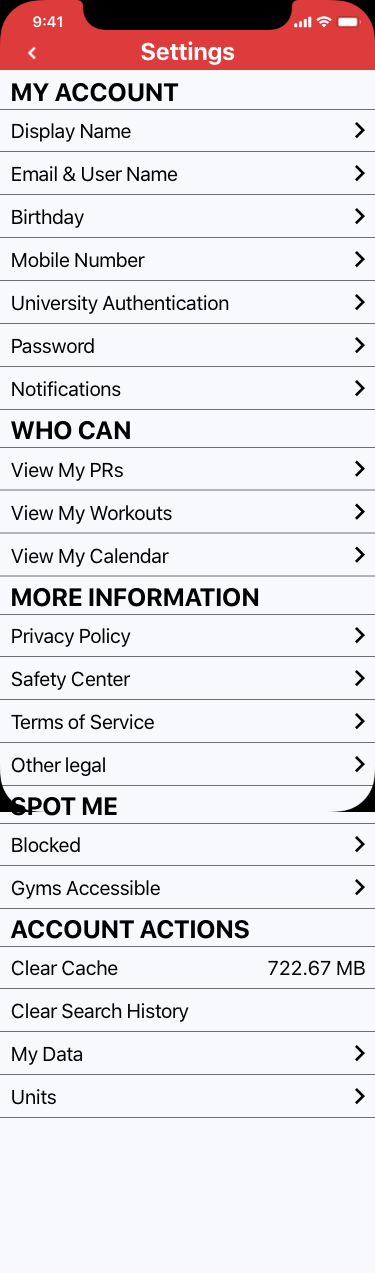 9:41
Settings
MY ACCOUNT
Display Name
Email & User Name
Birthday
Mobile Number
University Authentication
Password
Notifications
WHO CAN
View My PRs
View My Workouts
View My Calendar
MORE INFORMATION
Privacy Policy
Safety Center
Terms of Service
Other legal
SPOT ME
Blocked
Gyms Accessible
ACCOUNT ACTIONS
Clear Cache 722.67 MB
Clear Search History
My Data
Units